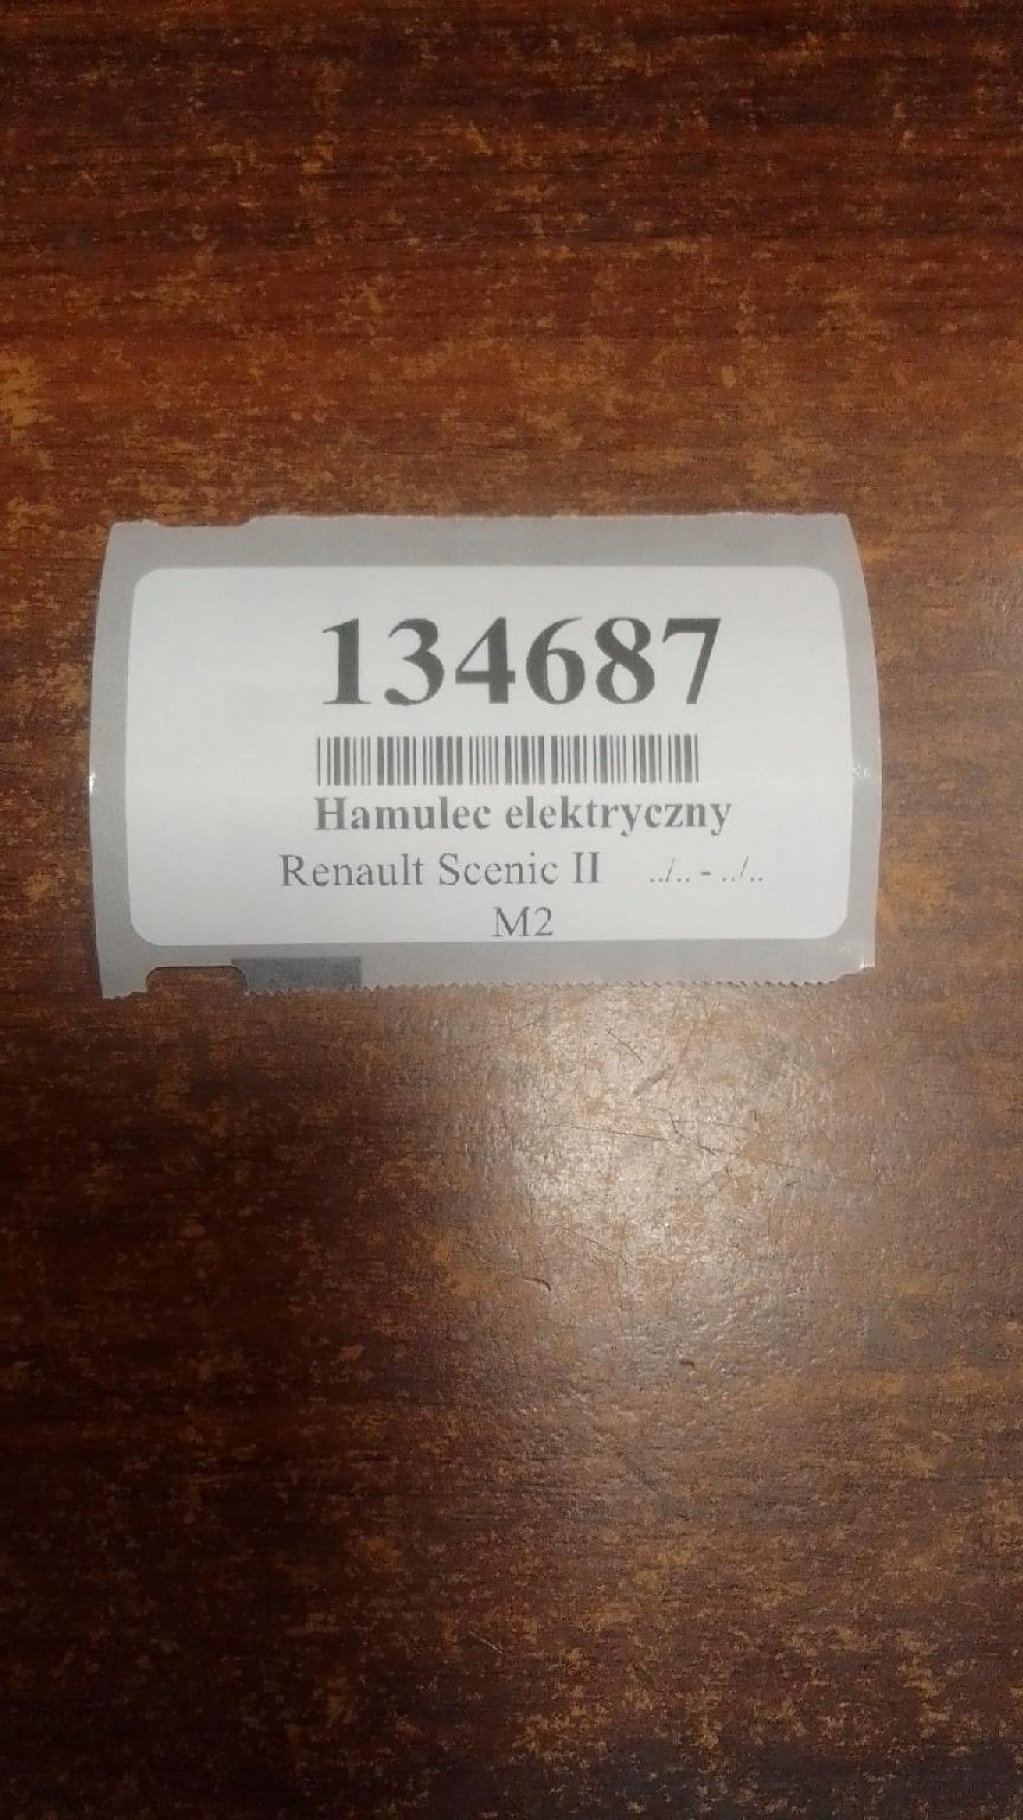 134687
Hamulec elektryczny
Renault Scenic II ../.. - ../..
M2